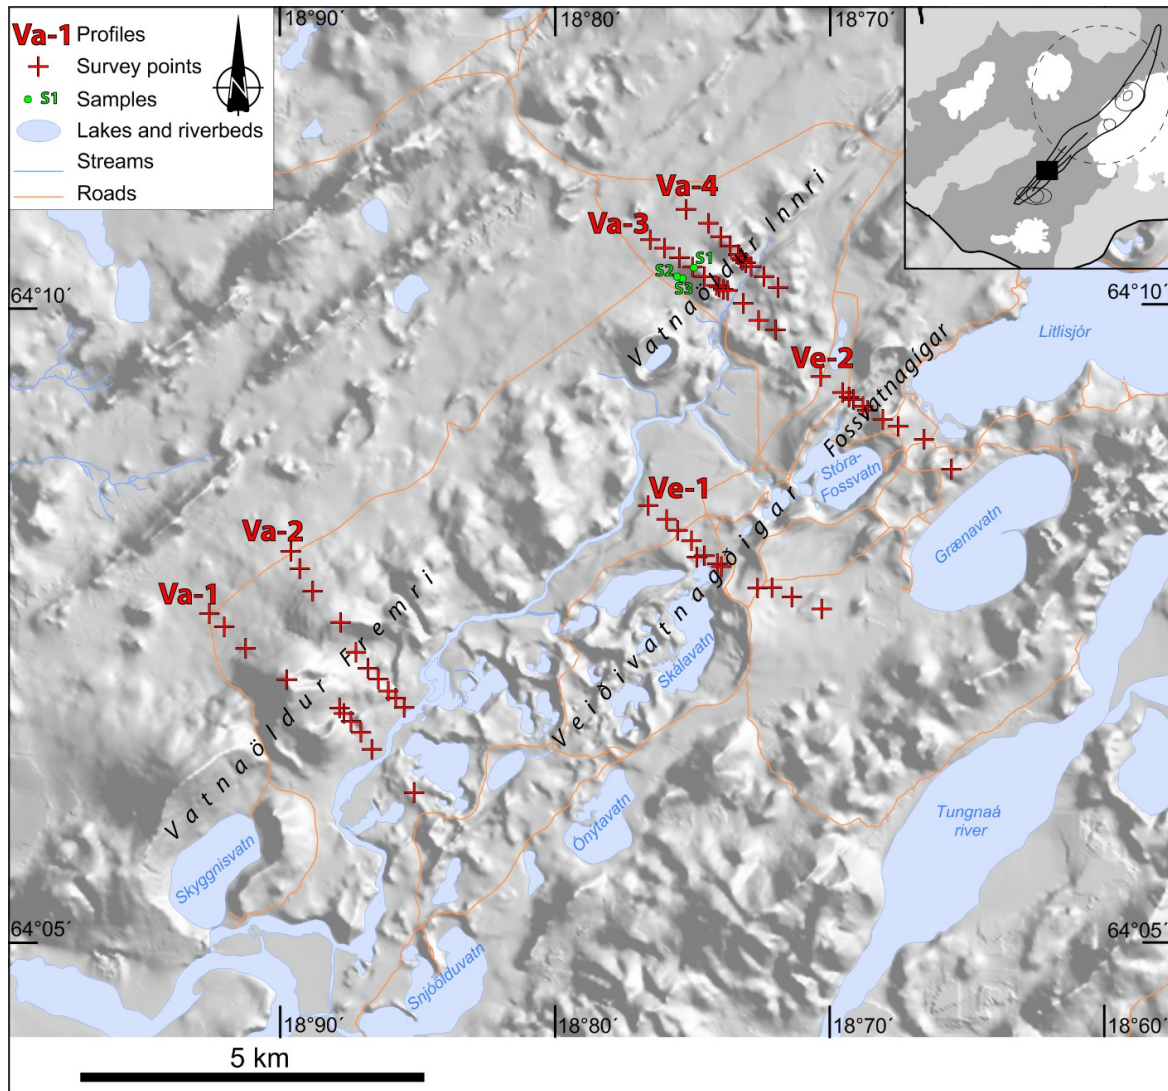 18°90´
18°80´
18°70´
Va-1 Profiles
Survey points
S1 Samples
Lakes and riverbeds
Streams
Roads
N
Va-4
Va-3
Vatnaöldur Innri
S1
S2
S3
64°10´
64°10´
Litlisjór
Ve-2
Fossvatnagígar
Stóra-
Fossvatn
Ve-1
Grænavatn
Va-2
Veiðivatnagðigar
Skálavatn
Va-1
Vatnaöldur Fremri
Ónýtavatn
Tungnaá
river
Skyggnisvatn
64°05´
64°05´
Snjóölduvatn
18°90´
18°80´
18°70´
18°60´
5 km